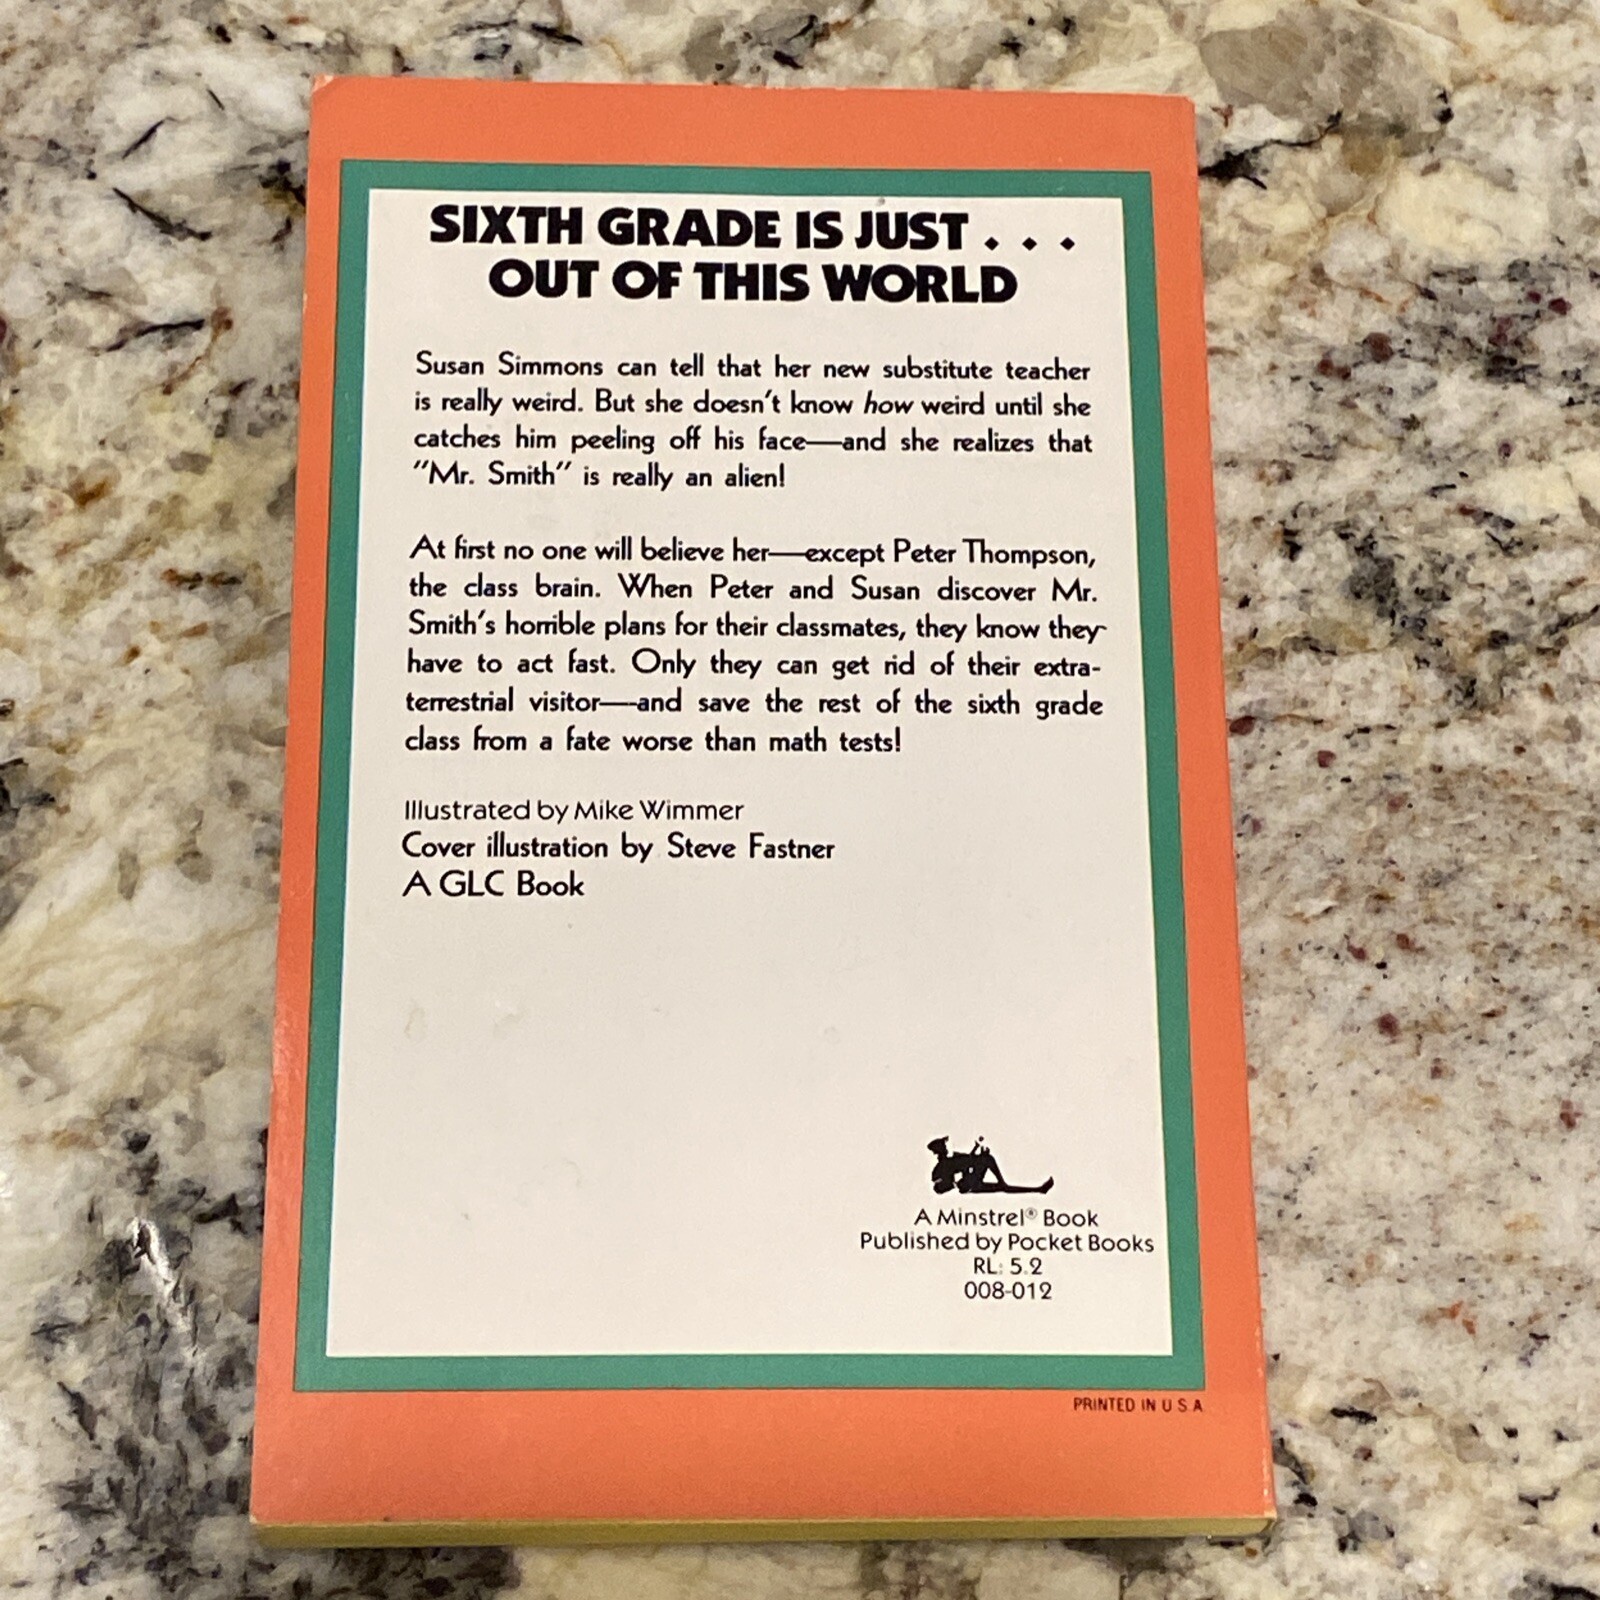 SIXTH GRADE IS JUST . . .
OUT OF THIS WORLD
Susan Simmons can tell that her new substitute teacher
is really weird. But she doesn't know how weird until she
catches him peeling off his face—and she realizes that
"Mr. Smith" is really an alien!
At first no one will believe her—except Peter Thompson,
the class brain. When Peter and Susan discover Mr.
Smith's horrible plans for their classmates, they know they
have to act fast. Only they can get rid of their extra-
terrestrial visitor—and save the rest of the sixth grade
class from a fate worse than math tests!
Illustrated by Mike Wimmer
Cover illustration by Steve Fastner
A GLC Book
A Minstrel® Book
Published by Pocket Books
RL: 5.2
008-012
PRINTED IN U.S.A.